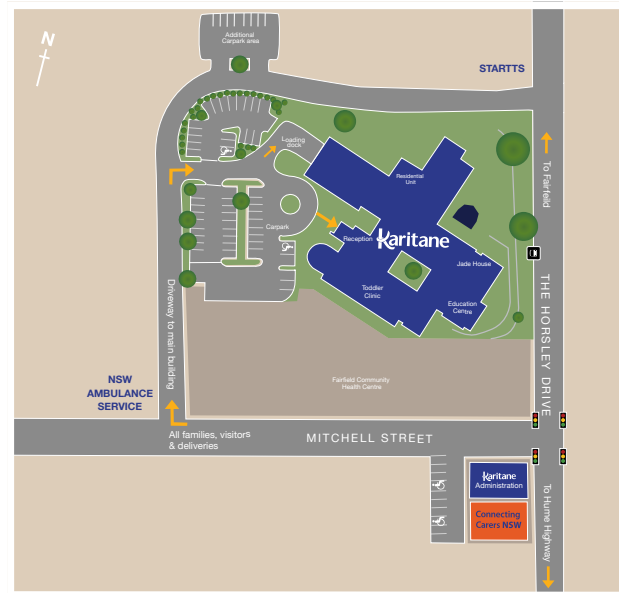 Additional
Carpark area
N
STARTTS
Loading
dock
To Fairfeild
Residential
Unit
Carpark
Reception
Karitane
Jade House
Toddler
Clinic
Education
Centre
Driveway to main building
THE HORSLEY DRIVE
NSW
AMBULANCE
SERVICE
Fairfield Community
Health Centre
All families, visitors
& deliveries
MITCHELL STREET
Karitane
Administration
Connecting
Carers NSW
To Hume Highway